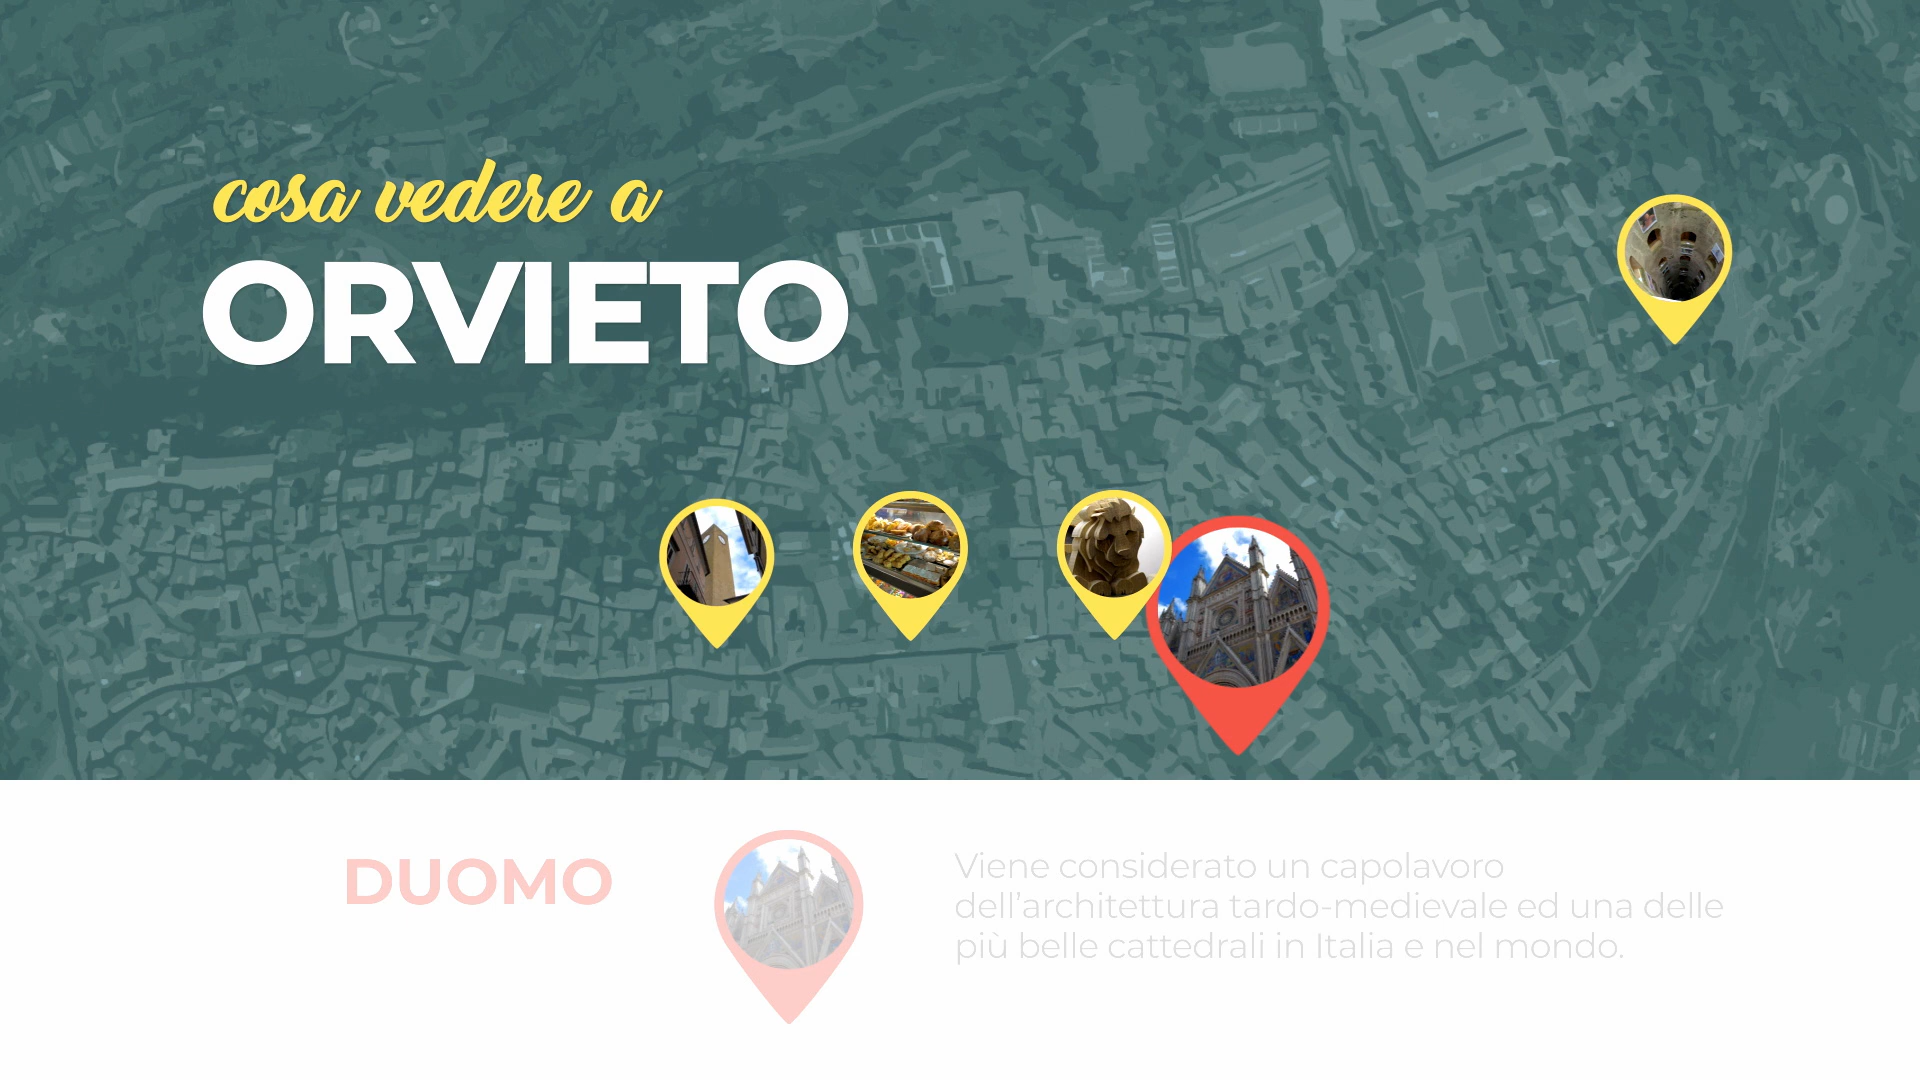 cosa vedere a
ORVIETO
DUOMO
Viene considerato un capolavoro
dell’architettura tardo-medievale ed una delle
più belle cattedrali in Italia e nel mondo.